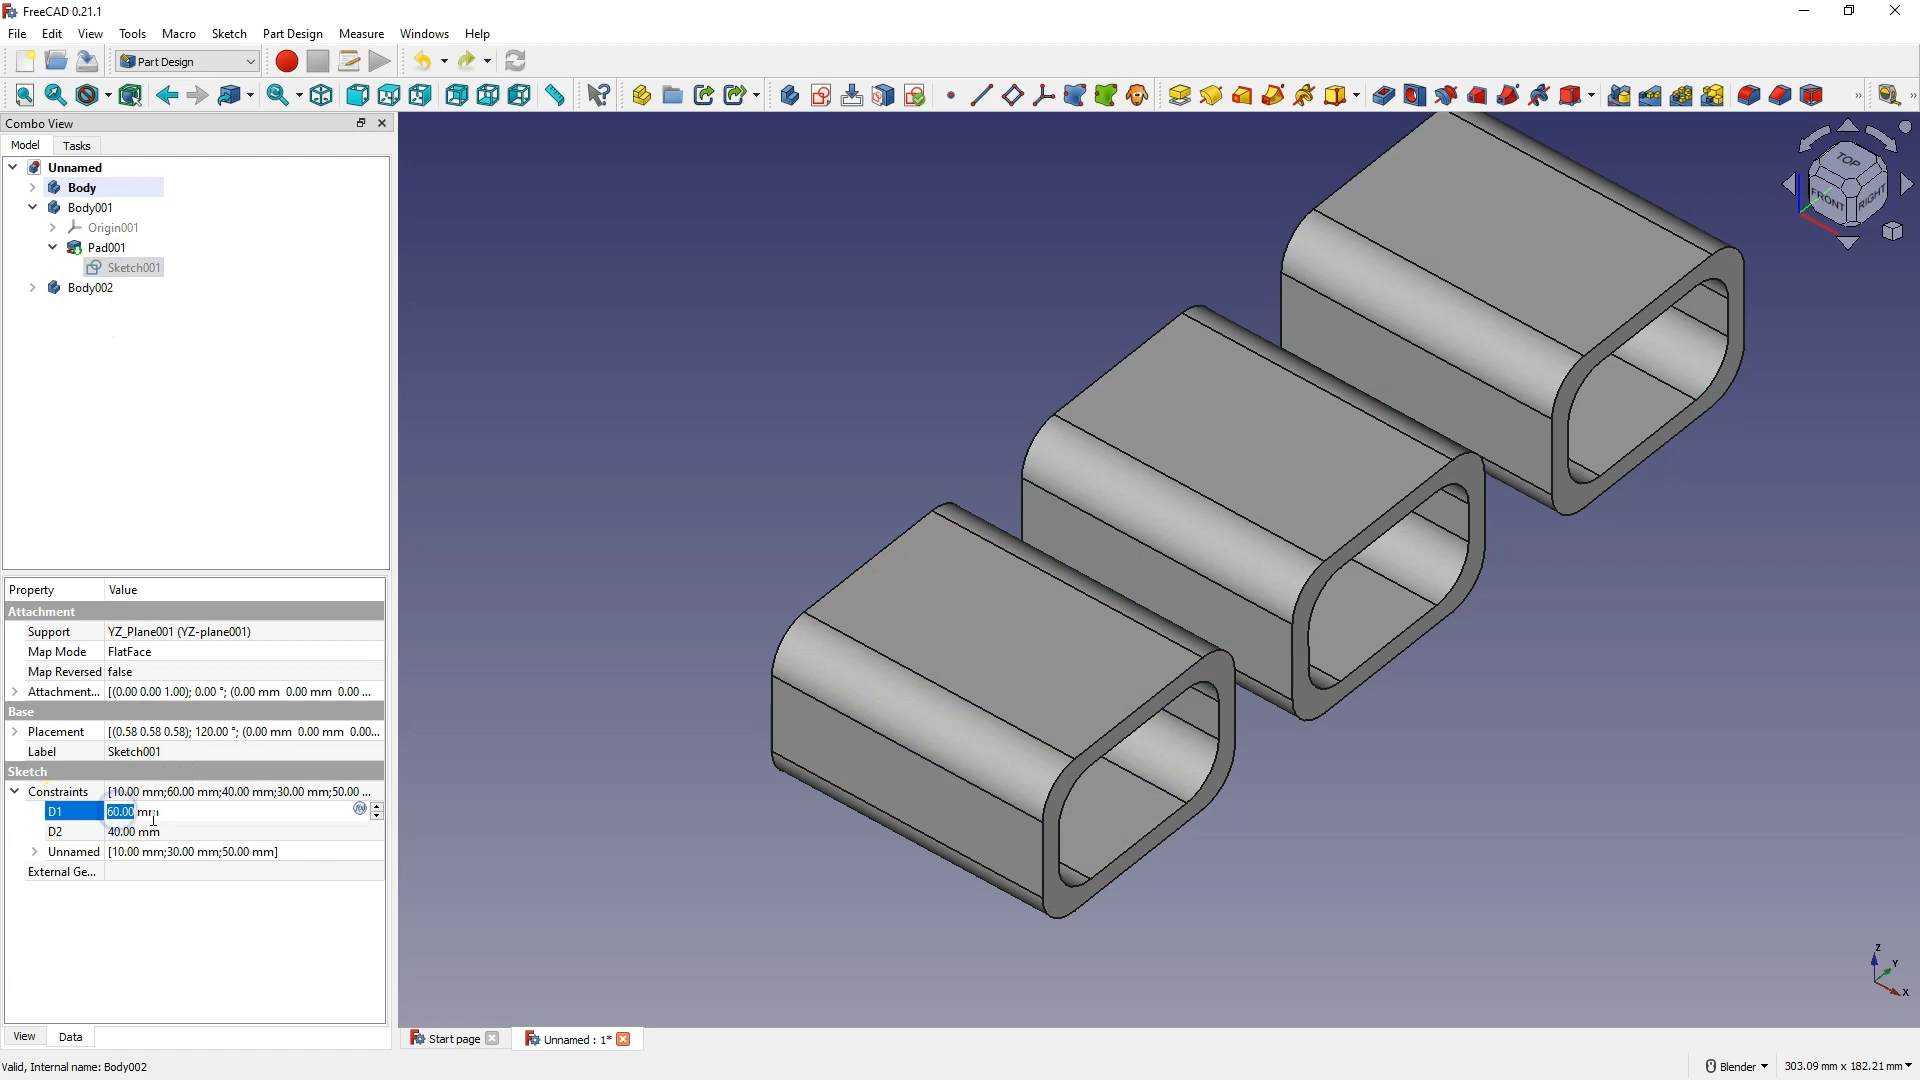 FreeCAD 0.21.1
File Edit View Tools Macro Sketch Part Design Measure Windows Help
Part Design
Combo View
Model Tasks
Unnamed
Body
Body001
Origin001
Pad001
Sketch001
Body002
Property Value
Attachment
Support YZ_Plane001 (YZ-plane001)
Map Mode FlatFace
Map Reversed false
Attachment... [(0.00 0.00 1.00); 0.00 °; (0.00 mm 0.00 mm 0.00 ...
Base
Placement [(0.58 0.58 0.58); 120.00 °; (0.00 mm 0.00 mm 0.00...
Label Sketch001
Sketch
Constraints [10.00 mm;60.00 mm;40.00 mm;30.00 mm;50.00 ...
D1 60.00 mm
D2 40.00 mm
Unnamed [10.00 mm;30.00 mm;50.00 mm]
External Ge...
View Data
TOP
FRONT RIGHT
Z
Y
X
Start page Unnamed : 1*
Valid, Internal name: Body002
Blender 303.09 mm x 182.21 mm